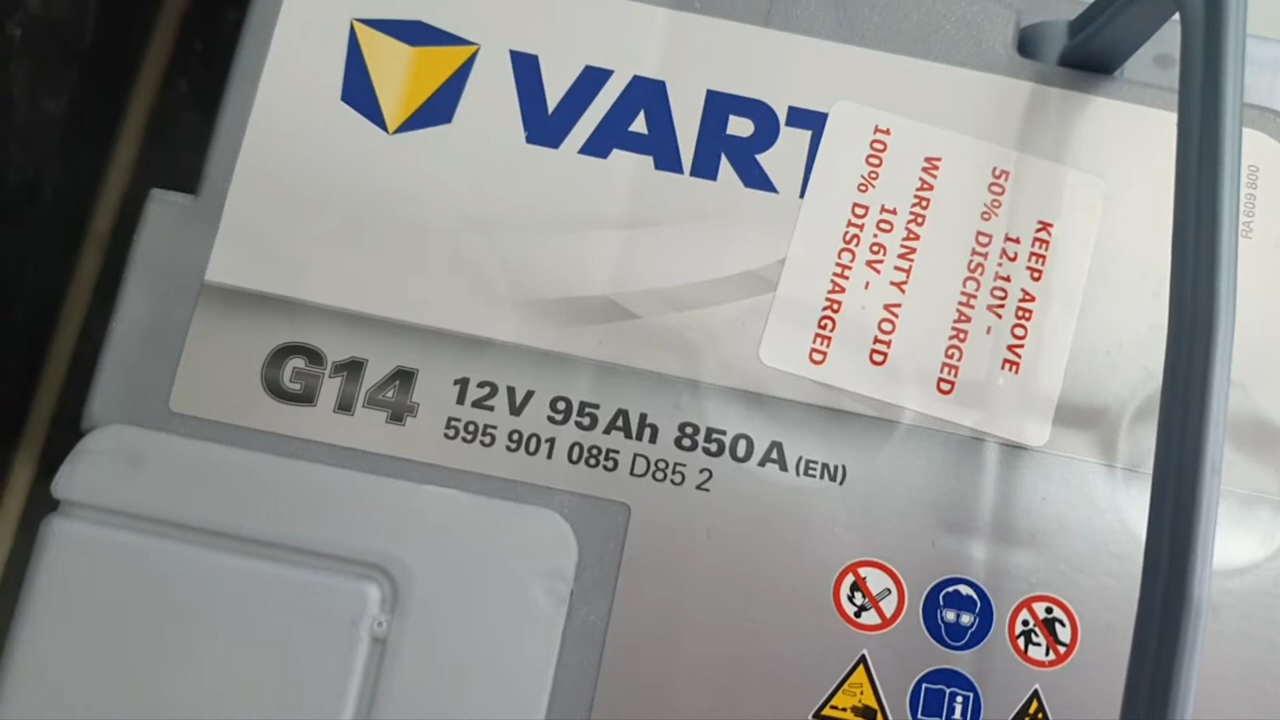 VART
KEEP ABOVE
12.10V -
50% DISCHARGED
WARRANTY VOID
10.6V -
100% DISCHARGED
RA 609 800
G14
12V 95Ah 850A (EN)
595 901 085 D85 2